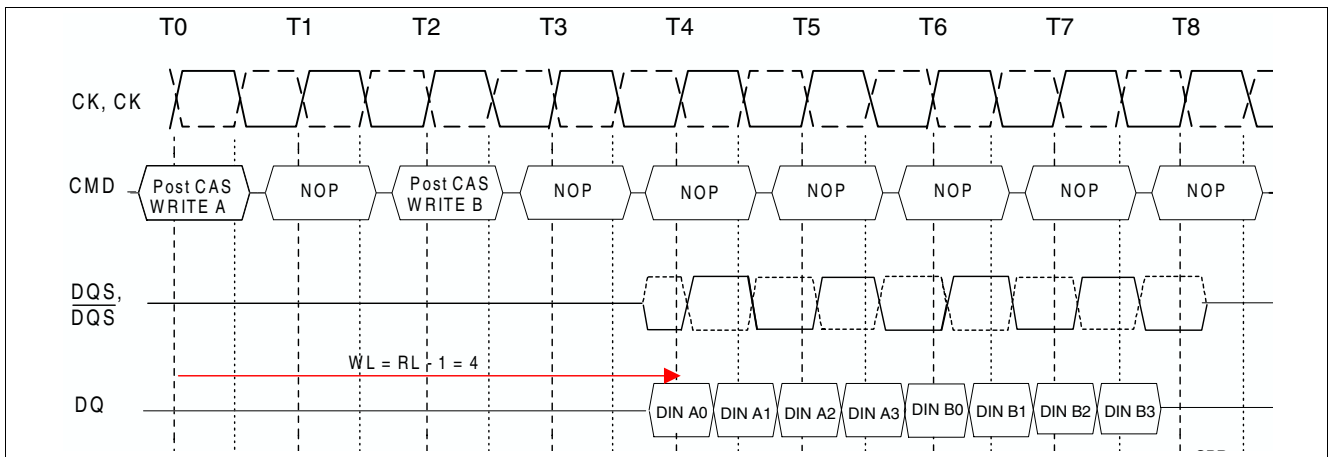 T0 T1 T2 T3 T4 T5 T6 T7 T8
CK, CK
CMD Post CAS WRITE A NOP Post CAS WRITE B NOP NOP NOP NOP NOP NOP
DQS,
DQS
WL = RL - 1 = 4
DQ DIN A0 DIN A1 DIN A2 DIN A3 DIN B0 DIN B1 DIN B2 DIN B3